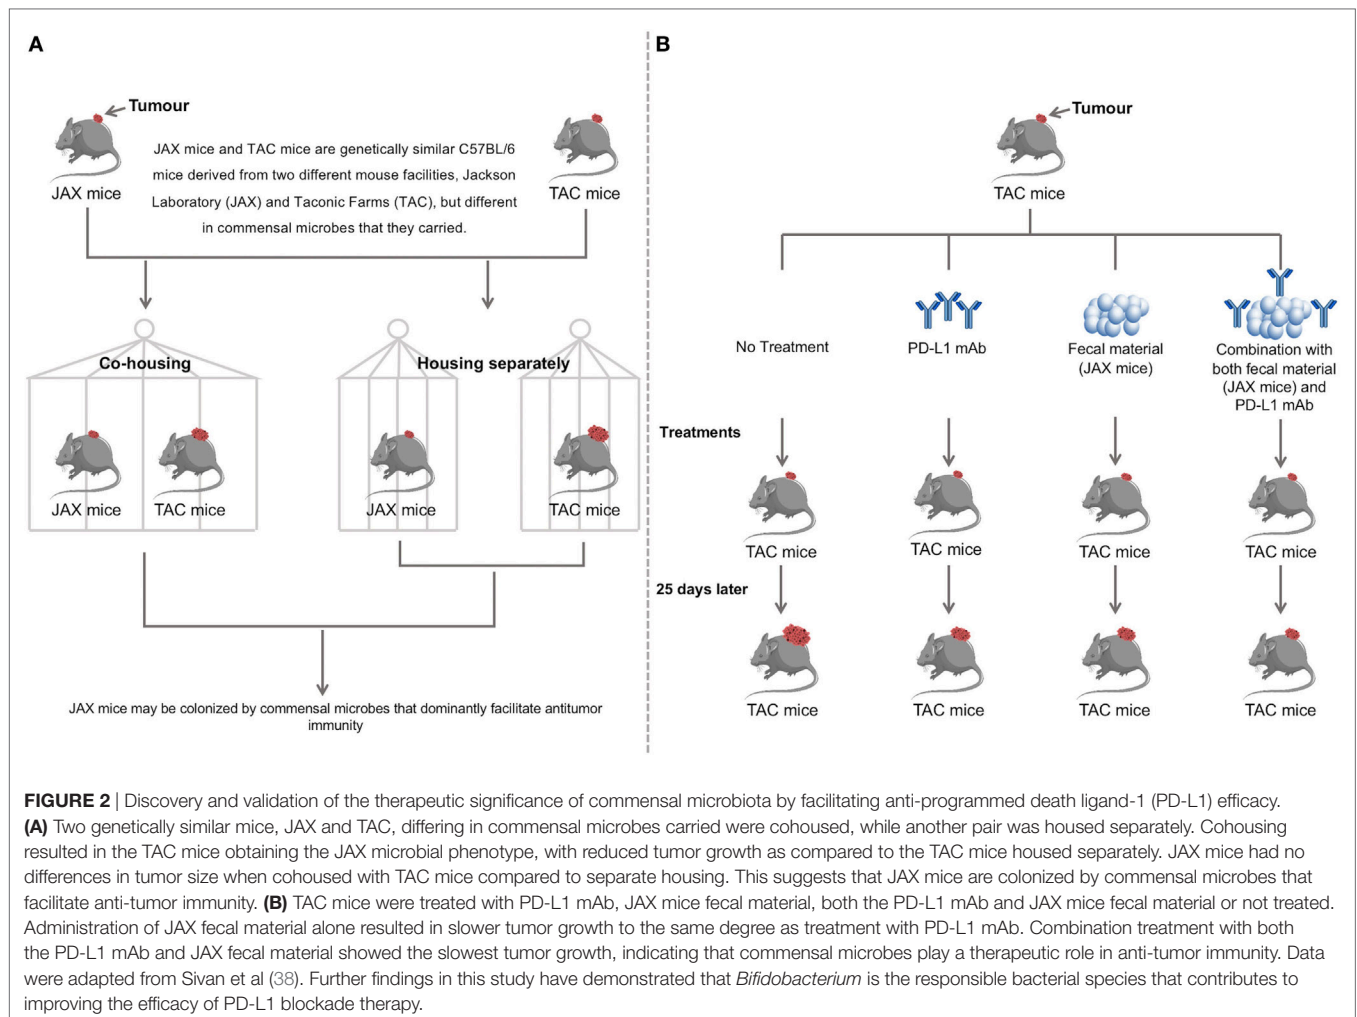 A
Tumour
JAX mice
JAX mice and TAC mice are genetically similar C57BL/6
mice derived from two different mouse facilities, Jackson
Laboratory (JAX) and Taconic Farms (TAC), but different
in commensal microbes that they carried.
TAC mice
Co-housing
Housing separately
JAX mice
TAC mice
JAX mice
TAC mice
JAX mice may be colonized by commensal microbes that dominantly facilitate antitumor
immunity
B
Tumour
TAC mice
No Treatment
PD-L1 mAb
Fecal material
(JAX mice)
Combination with
both fecal material
(JAX mice) and
PD-L1 mAb
Treatments
TAC mice
TAC mice
TAC mice
TAC mice
25 days later
TAC mice
TAC mice
TAC mice
TAC mice
FIGURE 2 | Discovery and validation of the therapeutic significance of commensal microbiota by facilitating anti-programmed death ligand-1 (PD-L1) efficacy.
(A) Two genetically similar mice, JAX and TAC, differing in commensal microbes carried were cohoused, while another pair was housed separately. Cohousing
resulted in the TAC mice obtaining the JAX microbial phenotype, with reduced tumor growth as compared to the TAC mice housed separately. JAX mice had no
differences in tumor size when cohoused with TAC mice compared to separate housing. This suggests that JAX mice are colonized by commensal microbes that
facilitate anti-tumor immunity. (B) TAC mice were treated with PD-L1 mAb, JAX mice fecal material, both the PD-L1 mAb and JAX mice fecal material or not treated.
Administration of JAX fecal material alone resulted in slower tumor growth to the same degree as treatment with PD-L1 mAb. Combination treatment with both
the PD-L1 mAb and JAX fecal material showed the slowest tumor growth, indicating that commensal microbes play a therapeutic role in anti-tumor immunity. Data
were adapted from Sivan et al (38). Further findings in this study have demonstrated that Bifidobacterium is the responsible bacterial species that contributes to
improving the efficacy of PD-L1 blockade therapy.